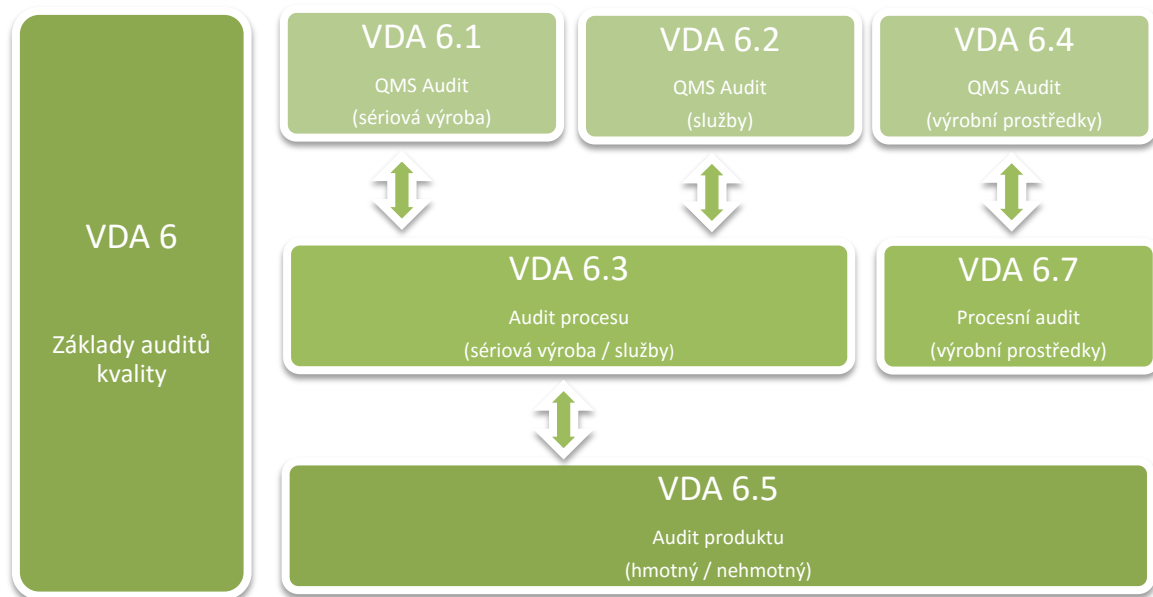 VDA 6
Základy auditů
kvality
VDA 6.1
QMS Audit
(sériová výroba)
VDA 6.2
QMS Audit
(služby)
VDA 6.4
QMS Audit
(výrobní prostředky)
VDA 6.3
Audit procesu
(sériová výroba / služby)
VDA 6.7
Procesní audit
(výrobní prostředky)
VDA 6.5
Audit produktu
(hmotný / nehmotný)